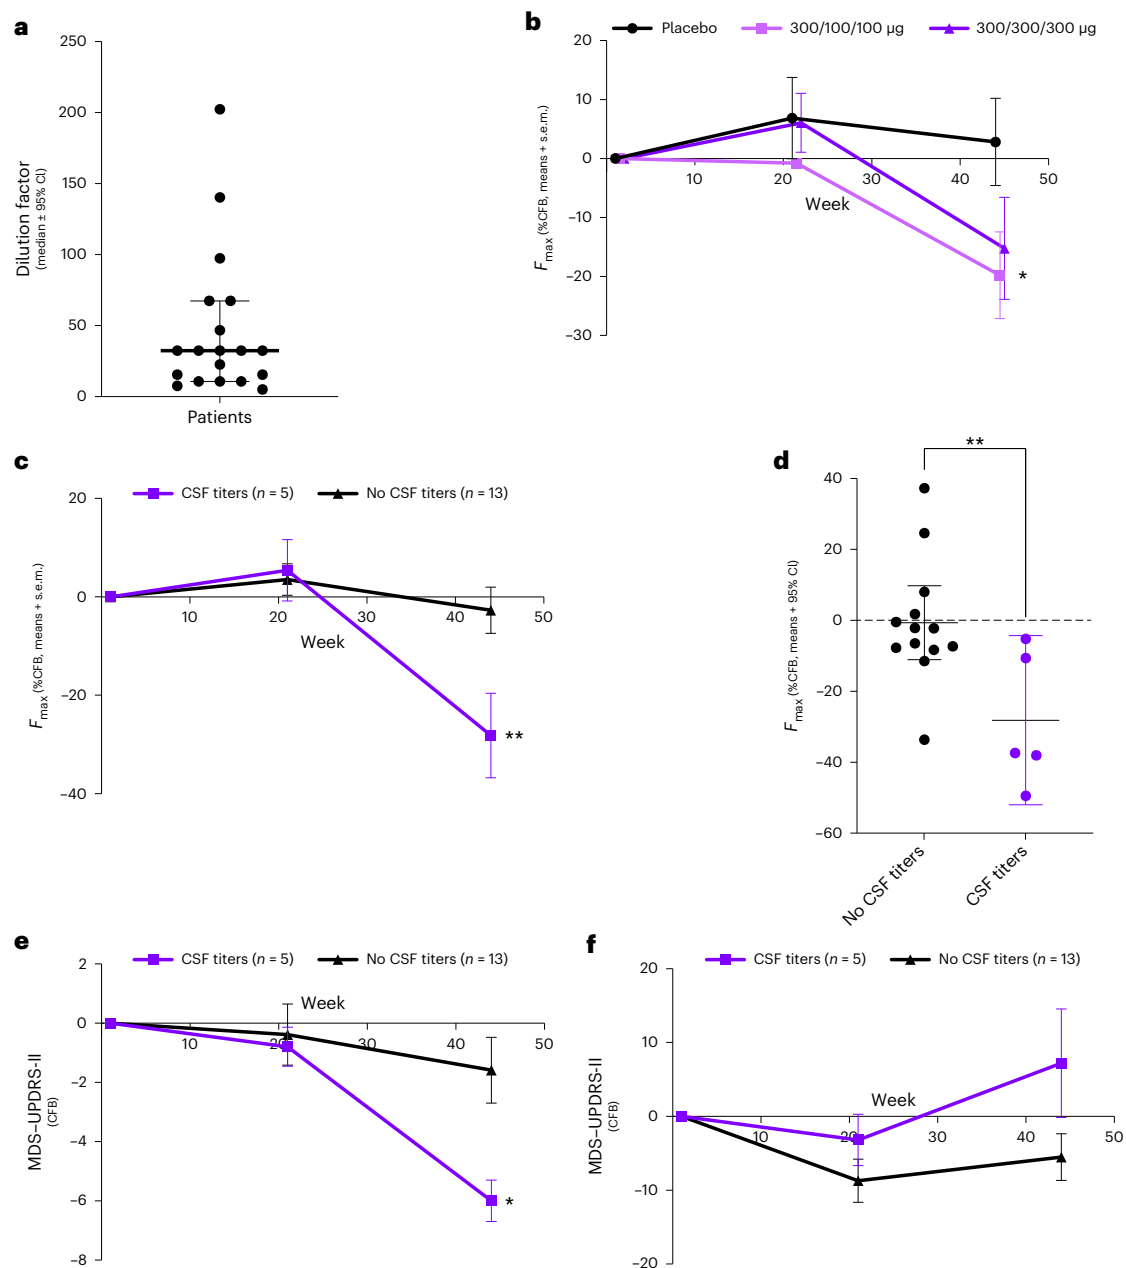 a
250
200
150
100
50
0
Dilution factor
(median ± 95% CI)
Patients
b
Placebo
300/100/100 µg
300/300/300 µg
20
10
0
–10
–20
–30
10
20
30
40
50
Week
Fmax (%CFB, means + s.e.m.)
*
c
CSF titers (n = 5)
No CSF titers (n = 13)
20
0
–20
–40
10
20
30
40
50
Week
Fmax (%CFB, means + s.e.m.)
**
d
**
40
20
0
–20
–40
–60
Fmax (%CFB, means + 95% CI)
No CSF titers
CSF titers
e
CSF titers (n = 5)
No CSF titers (n = 13)
2
0
–2
–4
–6
–8
10
20
30
40
50
Week
MDS–UPDRS-II
(CFB)
*
f
CSF titers (n = 5)
No CSF titers (n = 13)
20
10
0
–10
–20
10
20
30
40
50
Week
MDS–UPDRS-II
(CFB)